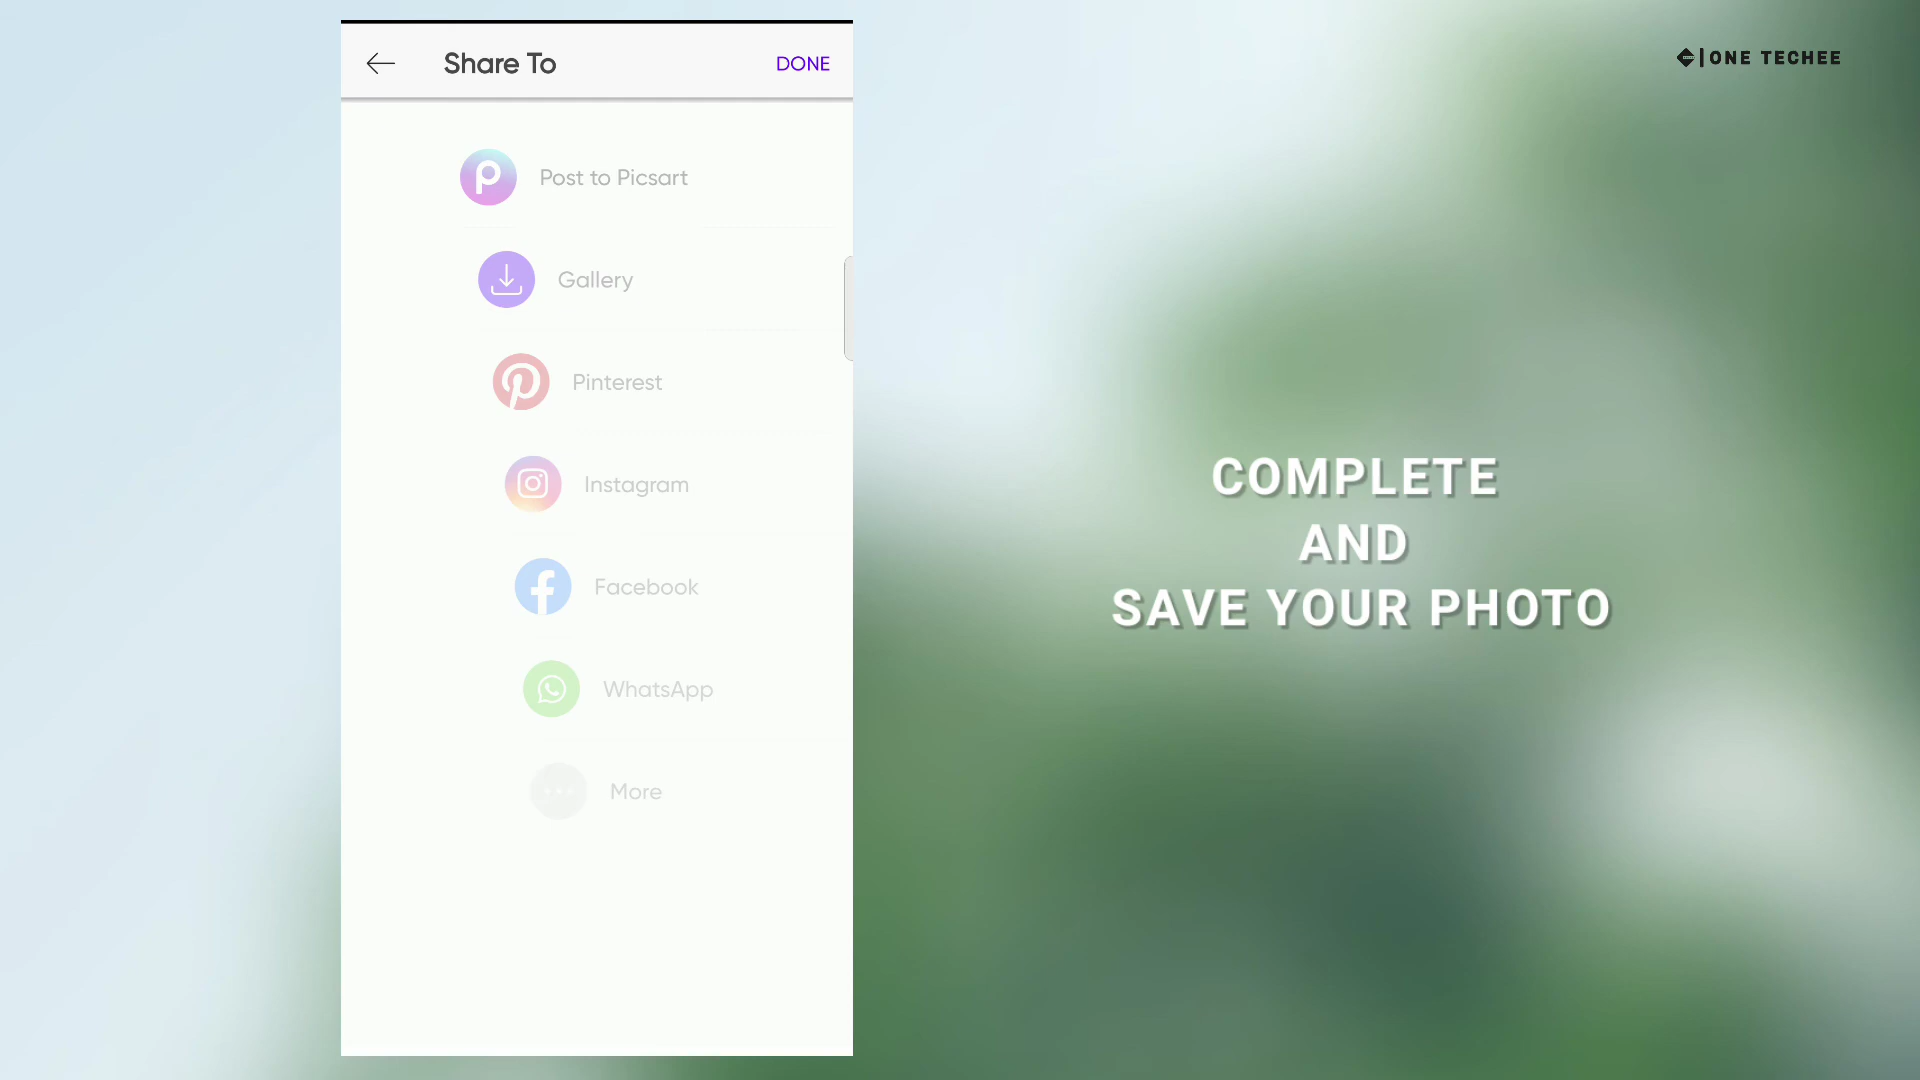 Share To
DONE
Post to Picsart
Gallery
Pinterest
Instagram
Facebook
WhatsApp
More
ONE TECHEE
COMPLETE
AND
SAVE YOUR PHOTO